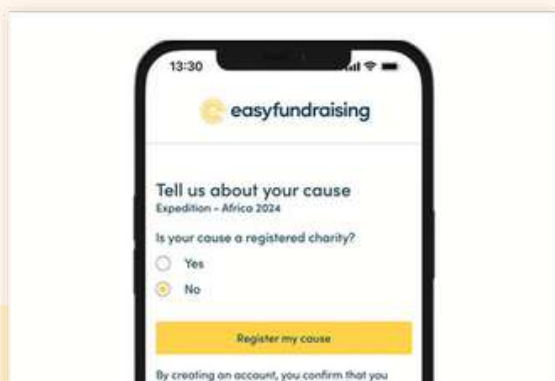 13:30
easyfundraising
Tell us about your cause
Expedition - Africa 2024
Is your cause a registered charity?
Yes
No
Register my cause
By creating an account, you confirm that you